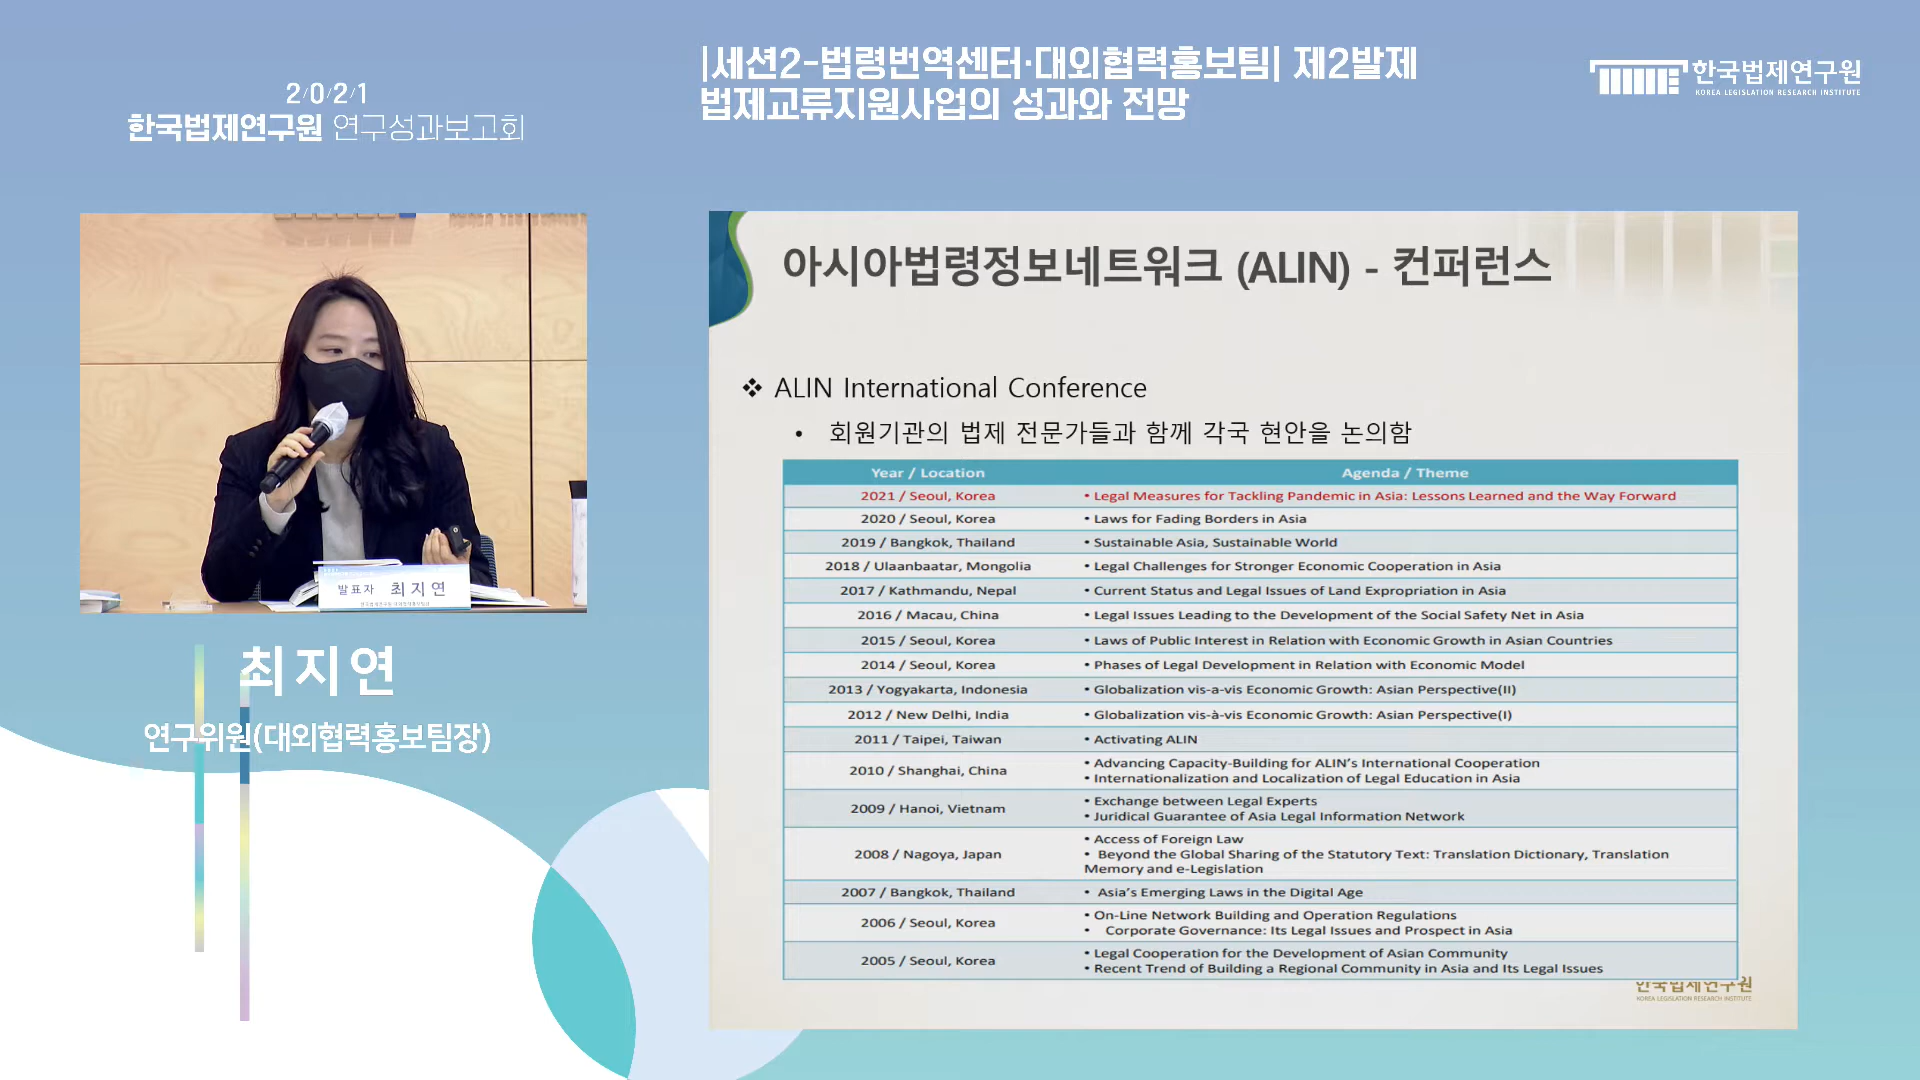 2/0/2/1
한국법제연구원 연구성과보고회
|세션2-법령번역센터·대외협력홍보팀| 제2발제
법제교류지원사업의 성과와 전망
한국법제연구원
KOREA LEGISLATION RESEARCH INSTITUTE
발표자 최지연
최지연
연구위원(대외협력홍보팀장)
아시아법령정보네트워크 (ALIN) - 컨퍼런스
❖ ALIN International Conference
• 회원기관의 법제 전문가들과 함께 각국 현안을 논의함
Year / Location Agenda / Theme
2021 / Seoul, Korea • Legal Measures for Tackling Pandemic in Asia: Lessons Learned and the Way Forward
2020 / Seoul, Korea • Laws for Fading Borders in Asia
2019 / Bangkok, Thailand • Sustainable Asia, Sustainable World
2018 / Ulaanbaatar, Mongolia • Legal Challenges for Stronger Economic Cooperation in Asia
2017 / Kathmandu, Nepal • Current Status and Legal Issues of Land Expropriation in Asia
2016 / Macau, China • Legal Issues Leading to the Development of the Social Safety Net in Asia
2015 / Seoul, Korea • Laws of Public Interest in Relation with Economic Growth in Asian Countries
2014 / Seoul, Korea • Phases of Legal Development in Relation with Economic Model
2013 / Yogyakarta, Indonesia • Globalization vis-a-vis Economic Growth: Asian Perspective(II)
2012 / New Delhi, India • Globalization vis-à-vis Economic Growth: Asian Perspective(I)
2011 / Taipei, Taiwan • Activating ALIN
2010 / Shanghai, China • Advancing Capacity-Building for ALIN's International Cooperation
• Internationalization and Localization of Legal Education in Asia
2009 / Hanoi, Vietnam • Exchange between Legal Experts
• Juridical Guarantee of Asia Legal Information Network
2008 / Nagoya, Japan • Access of Foreign Law
• Beyond the Global Sharing of the Statutory Text: Translation Dictionary, Translation
Memory and e-Legislation
2007 / Bangkok, Thailand • Asia's Emerging Laws in the Digital Age
2006 / Seoul, Korea • On-Line Network Building and Operation Regulations
• Corporate Governance: Its Legal Issues and Prospect in Asia
2005 / Seoul, Korea • Legal Cooperation for the Development of Asian Community
• Recent Trend of Building a Regional Community in Asia and Its Legal Issues
한국법제연구원
KOREA LEGISLATION RESEARCH INSTITUTE